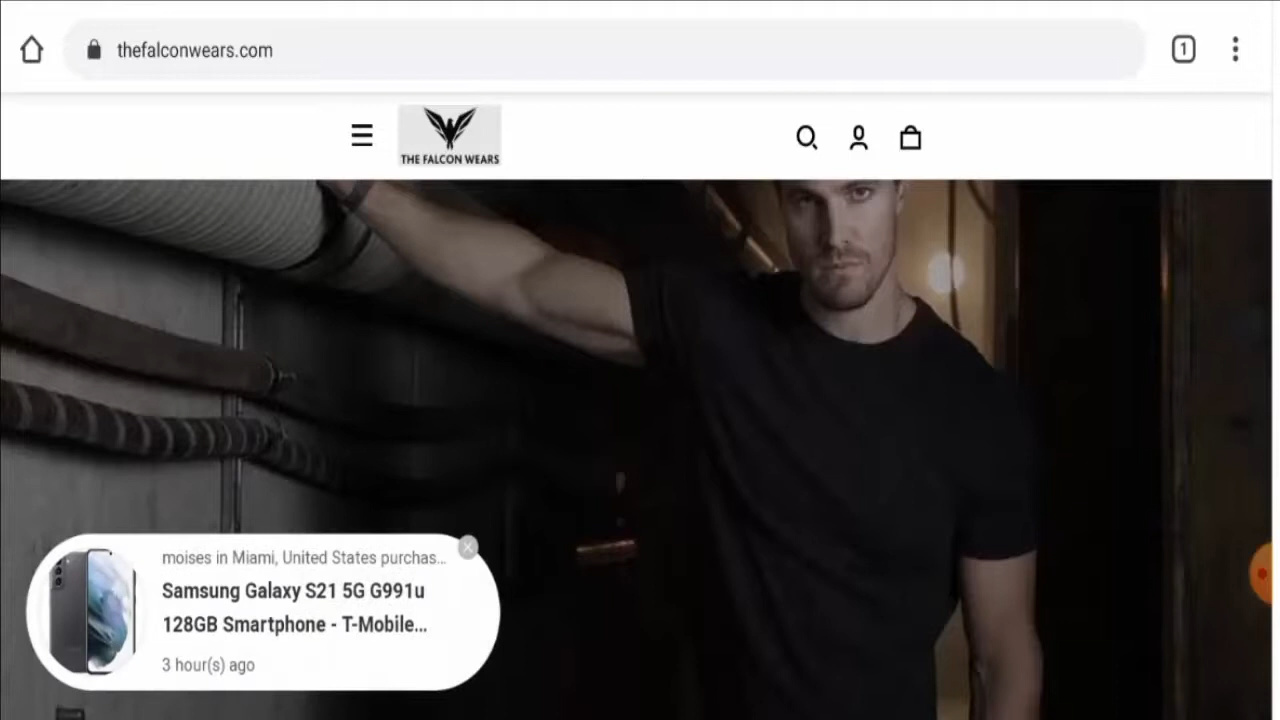 thefalconwears.com
1
THE FALCON WEARS
moises in Miami, United States purchas...
Samsung Galaxy S21 5G G991u
128GB Smartphone - T-Mobile...
3 hour(s) ago